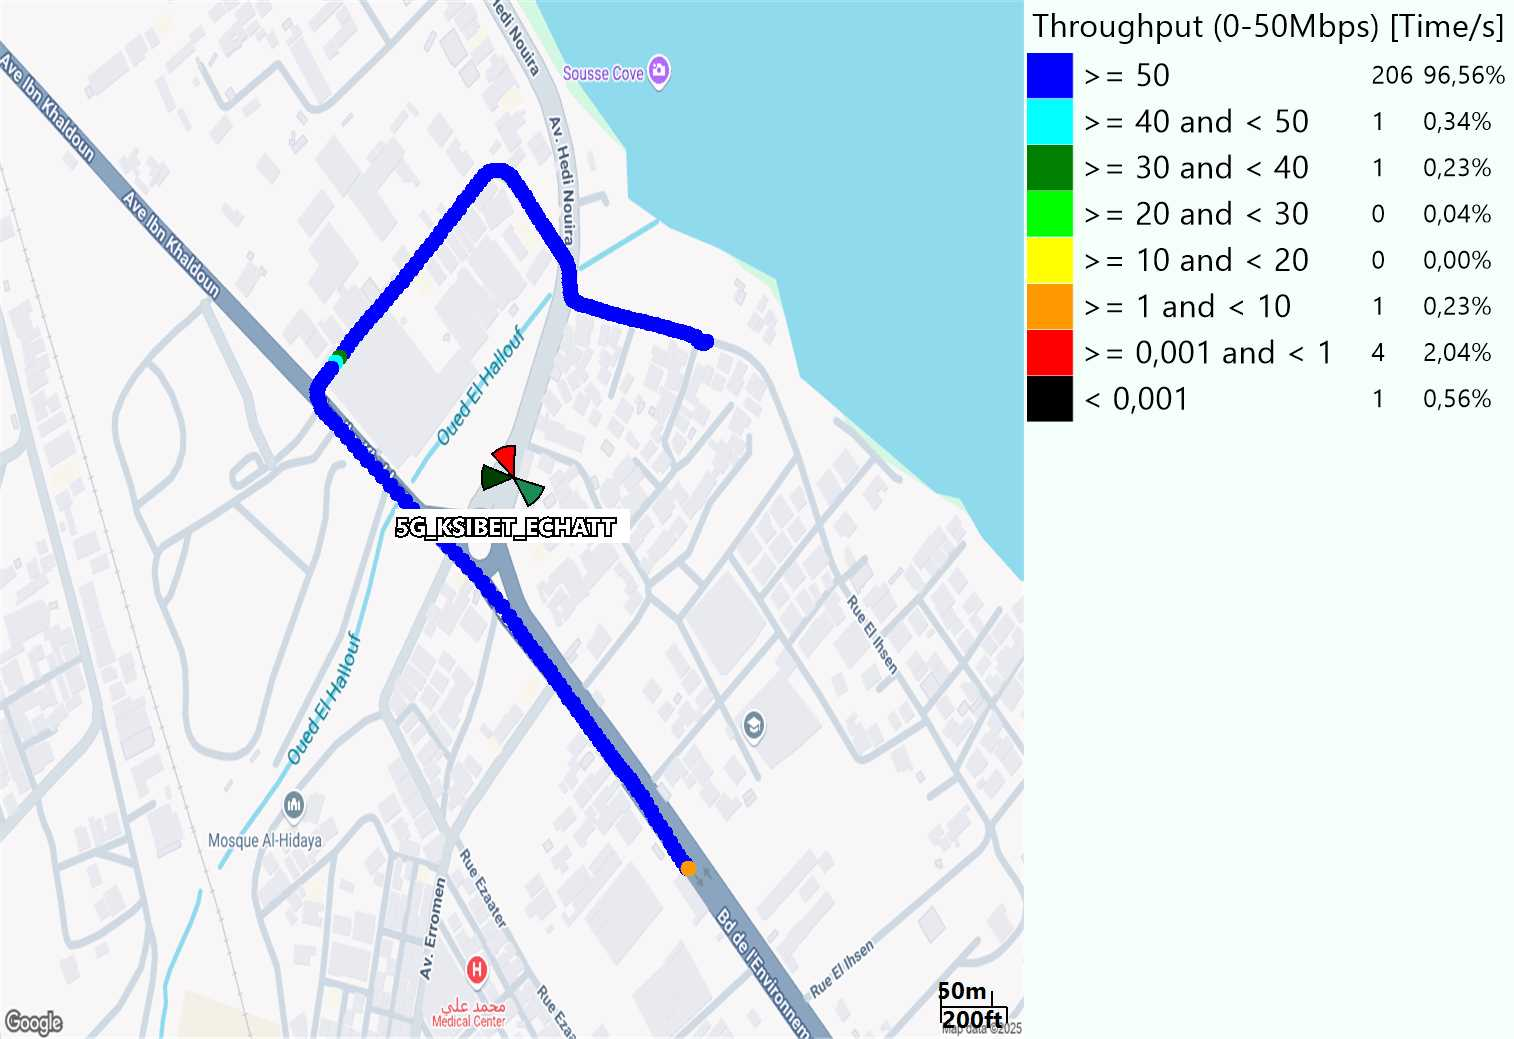 Throughput (0-50Mbps) [Time/s]
>= 50 206 96,56%
>= 40 and < 50 1 0,34%
>= 30 and < 40 1 0,23%
>= 20 and < 30 0 0,04%
>= 10 and < 20 0 0,00%
>= 1 and < 10 1 0,23%
>= 0,001 and < 1 4 2,04%
< 0,001 1 0,56%
Hedi Nouira
Sousse Cove
Ave Ibn Khaldoun
Av. Hedi Nouira
Ave Ibn Khaldoun
Oued El Hallouf
5G_KSIBET_ECHATT
Rue El Ihsen
Oued El Hallouf
Mosque Al-Hidaya
Rue Ezaater
Av. Erromen
Bd de l'Environnem
Rue El Ihsen
محمد علي
Medical Center
Rue Ezaa
50m
200ft
Google
Map data ©2025